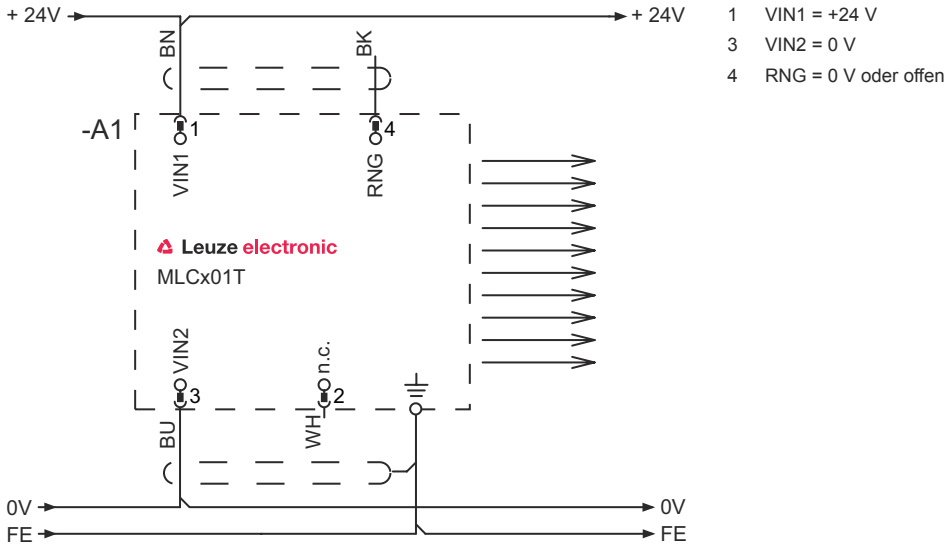 + 24V
+ 24V
1 VIN1 = +24 V
3 VIN2 = 0 V
4 RNG = 0 V oder offen
BN
BK
-A1
1
4
VIN1
RNG
Leuze electronic
MLCx01T
VIN2
n.c.
3
2
BU
WH
0V
0V
FE
FE